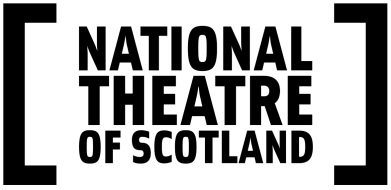 [NATIONAL
THEATRE
OF SCOTLAND]